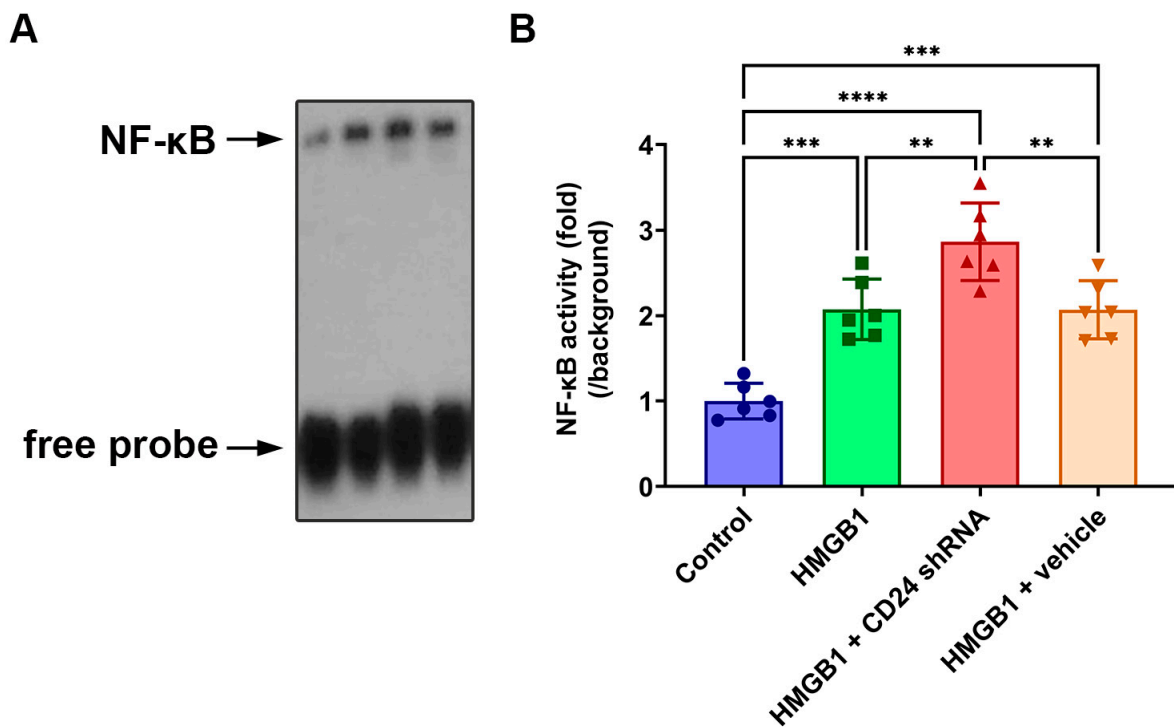 A
NF-κB
free probe
B
***
****
***
**
**
NF-κB activity (fold)
(/background)
4
3
2
1
0
Control
HMGB1
HMGB1 + CD24 shRNA
HMGB1 + vehicle